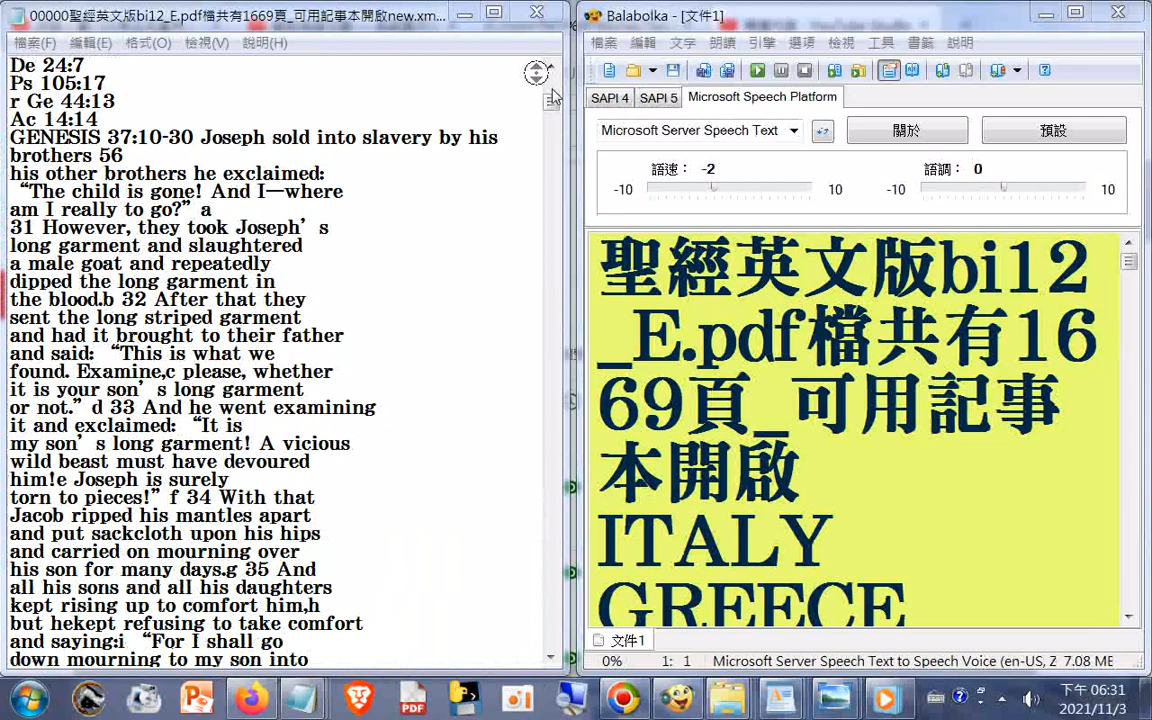 00000聖經英文版bi12_E.pdf檔共有1669頁_可用記事本開啟new.xm...
檔案(F) 編輯(E) 格式(O) 檢視(V) 說明(H)
De 24:7
Ps 105:17
r Ge 44:13
Ac 14:14
GENESIS 37:10-30 Joseph sold into slavery by his
brothers 56
his other brothers he exclaimed:
“The child is gone! And I—where
am I really to go?” a
31 However, they took Joseph’s
long garment and slaughtered
a male goat and repeatedly
dipped the long garment in
the blood.b 32 After that they
sent the long striped garment
and had it brought to their father
and said: “This is what we
found. Examine,c please, whether
it is your son’s long garment
or not.” d 33 And he went examining
it and exclaimed: “It is
my son’s long garment! A vicious
wild beast must have devoured
him!e Joseph is surely
torn to pieces!” f 34 With that
Jacob ripped his mantles apart
and put sackcloth upon his hips
and carried on mourning over
his son for many days.g 35 And
all his sons and all his daughters
kept rising up to comfort him,h
but hekept refusing to take comfort
and saying:i “For I shall go
down mourning to my son into
Balabolka - [文件1]
檔案 編輯 文字 朗讀 引擎 選項 檢視 工具 書籤 說明
SAPI 4 SAPI 5 Microsoft Speech Platform
Microsoft Server Speech Text 關於 預設
語速： -2 語調： 0
-10 10 -10 10
聖經英文版bi12
_E.pdf檔共有16
69頁_可用記事
本開啟
ITALY
GREECE
文件1
0% 1: 1 Microsoft Server Speech Text to Speech Voice (en-US, Z 7.08 ME
PDF
下午 06:31
2021/11/3